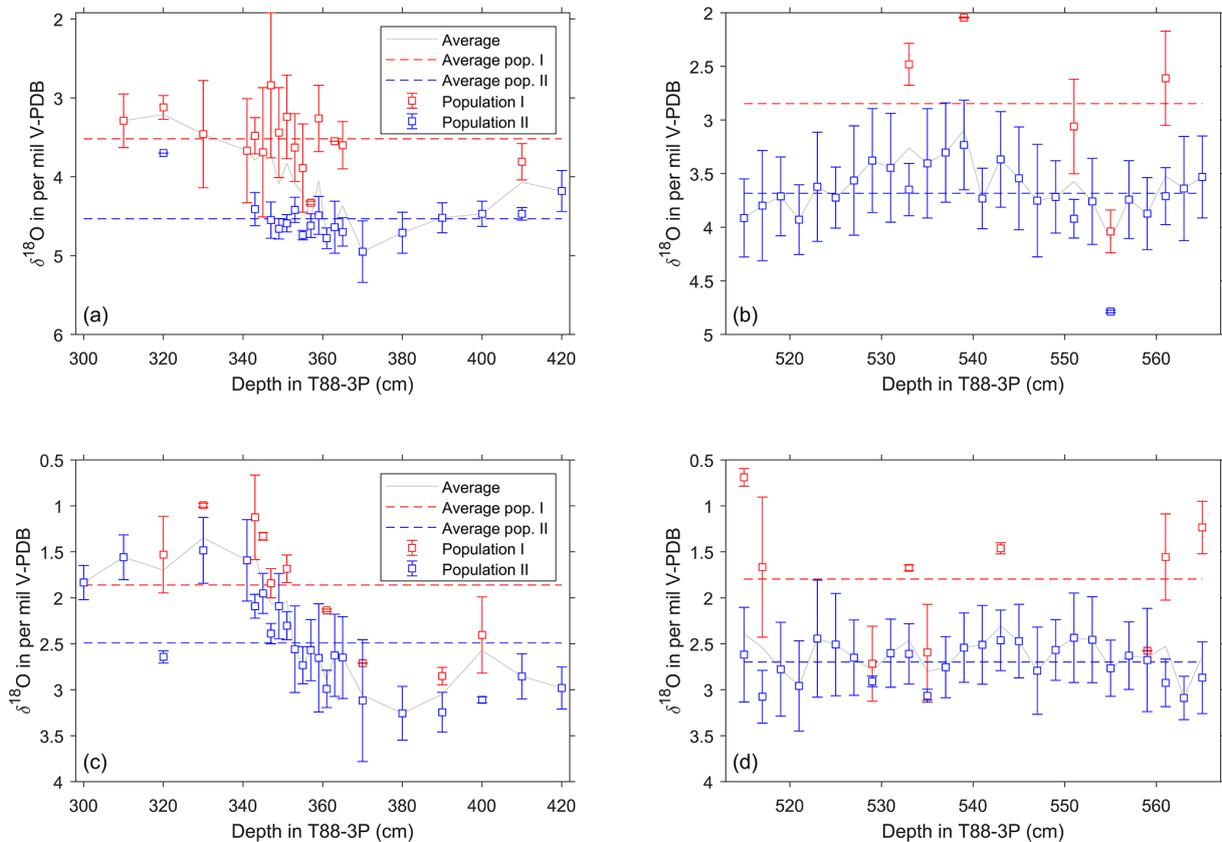 2
3
4
5
6
300
320
340
360
380
400
420
δ18O in per mil V-PDB
Depth in T88-3P (cm)
Average
Average pop. I
Average pop. II
Population I
Population II
(a)
2
2.5
3
3.5
4
4.5
5
520
530
540
550
560
δ18O in per mil V-PDB
Depth in T88-3P (cm)
(b)
0.5
1
1.5
2
2.5
3
3.5
4
300
320
340
360
380
400
420
δ18O in per mil V-PDB
Depth in T88-3P (cm)
Average
Average pop. I
Average pop. II
Population I
Population II
(c)
0.5
1
1.5
2
2.5
3
3.5
4
520
530
540
550
560
δ18O in per mil V-PDB
Depth in T88-3P (cm)
(d)